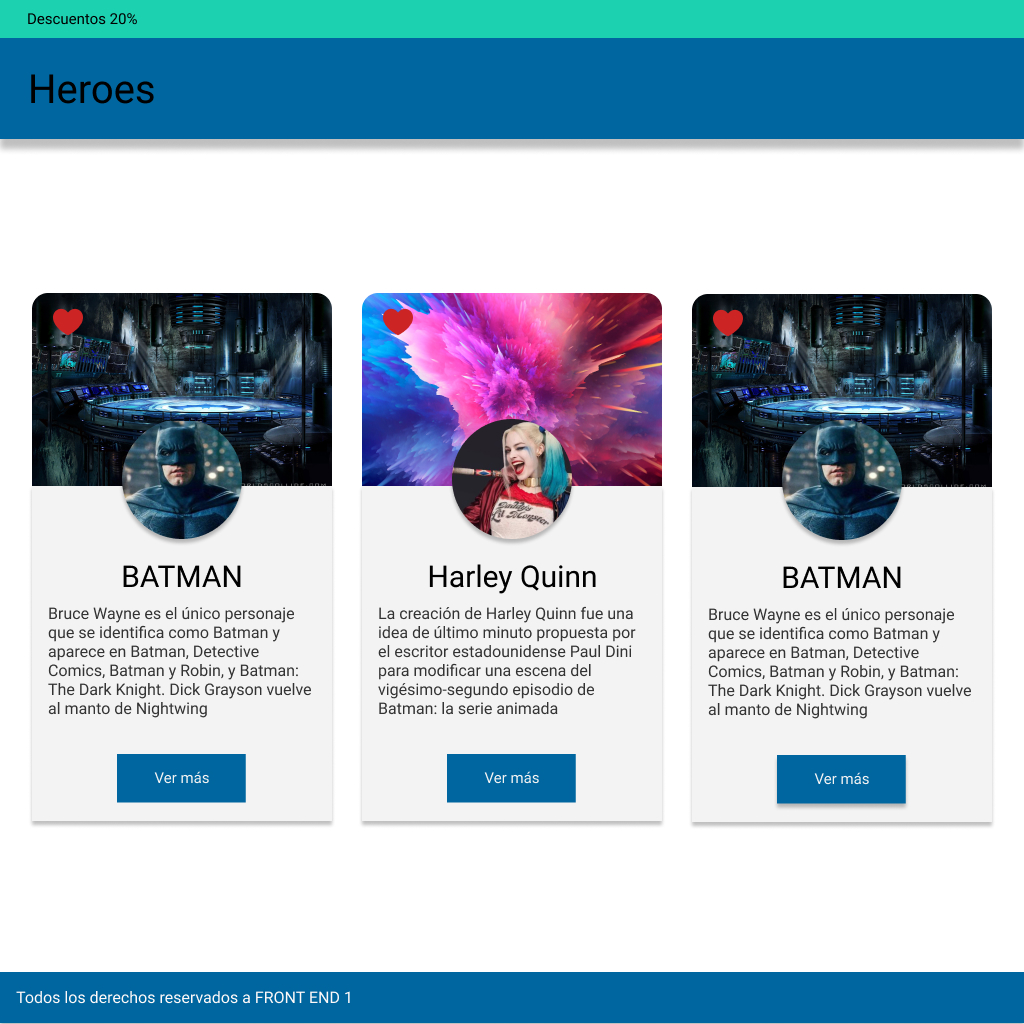 Descuentos 20%
Heroes
BATMAN
Bruce Wayne es el único personaje
que se identifica como Batman y
aparece en Batman, Detective
Comics, Batman y Robin, y Batman:
The Dark Knight. Dick Grayson vuelve
al manto de Nightwing
Ver más
Daddy's
Lil Monster
Harley Quinn
La creación de Harley Quinn fue una
idea de último minuto propuesta por
el escritor estadounidense Paul Dini
para modificar una escena del
vigésimo-segundo episodio de
Batman: la serie animada
Ver más
BATMAN
Bruce Wayne es el único personaje
que se identifica como Batman y
aparece en Batman, Detective
Comics, Batman y Robin, y Batman:
The Dark Knight. Dick Grayson vuelve
al manto de Nightwing
Ver más
Todos los derechos reservados a FRONT END 1